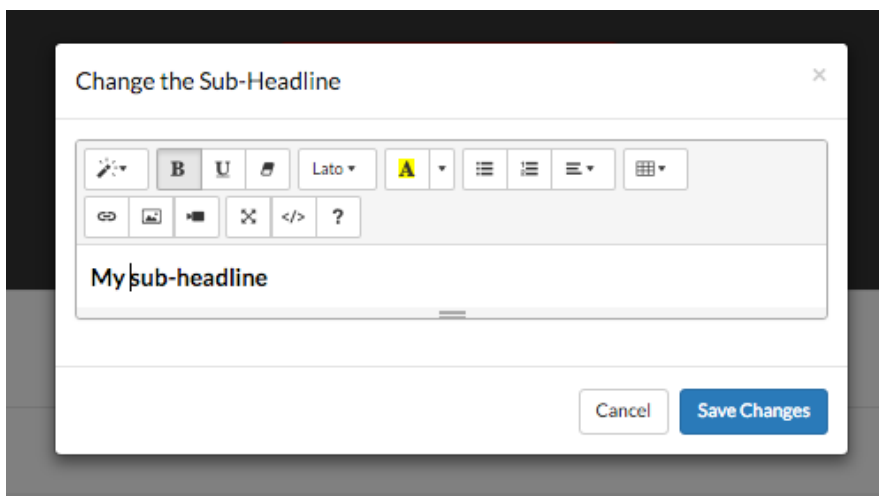 Change the Sub-Headline ×
B U Lato A
</> ?
My sub-headline
Cancel Save Changes